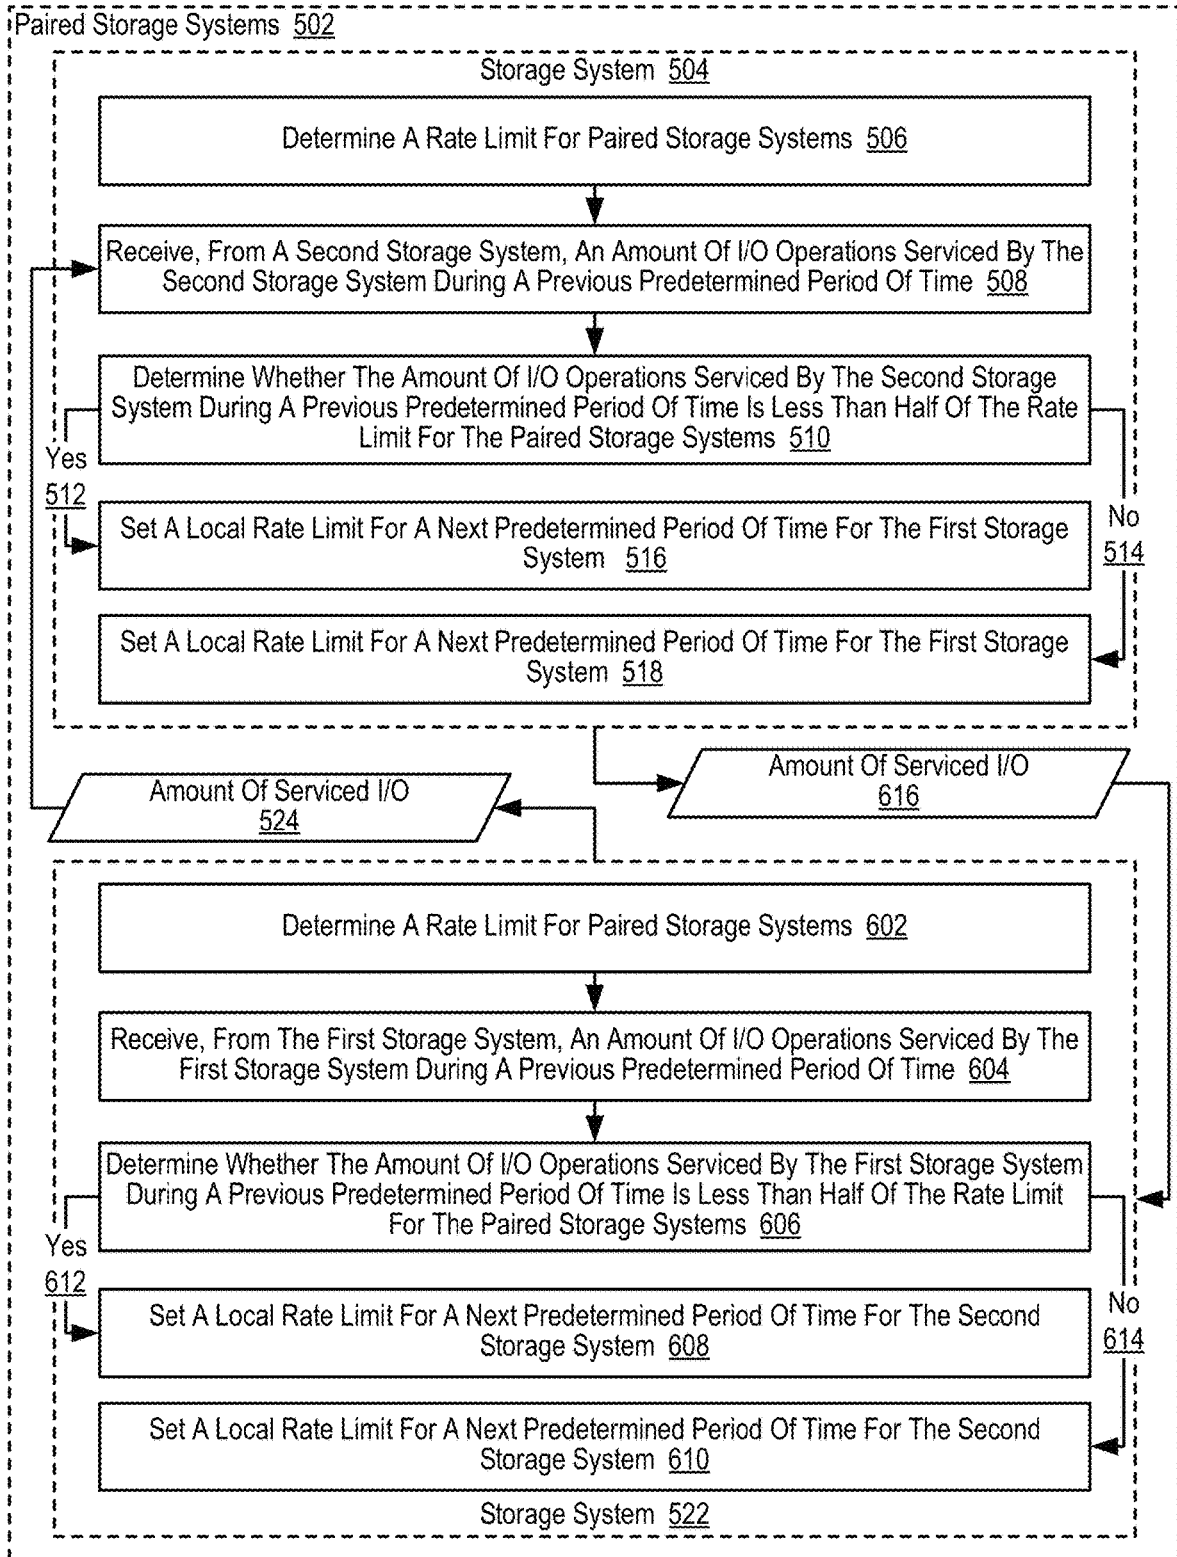 Paired Storage Systems 502
Storage System 504
Determine A Rate Limit For Paired Storage Systems 506
Receive, From A Second Storage System, An Amount Of I/O Operations Serviced By The
Second Storage System During A Previous Predetermined Period Of Time 508
Determine Whether The Amount Of I/O Operations Serviced By The Second Storage
System During A Previous Predetermined Period Of Time Is Less Than Half Of The Rate
Limit For The Paired Storage Systems 510
Yes
512
No
514
Set A Local Rate Limit For A Next Predetermined Period Of Time For The First Storage
System 516
Set A Local Rate Limit For A Next Predetermined Period Of Time For The First Storage
System 518
Amount Of Serviced I/O
524
Amount Of Serviced I/O
616
Determine A Rate Limit For Paired Storage Systems 602
Receive, From The First Storage System, An Amount Of I/O Operations Serviced By The
First Storage System During A Previous Predetermined Period Of Time 604
Determine Whether The Amount Of I/O Operations Serviced By The First Storage System
During A Previous Predetermined Period Of Time Is Less Than Half Of The Rate Limit
For The Paired Storage Systems 606
Yes
612
No
614
Set A Local Rate Limit For A Next Predetermined Period Of Time For The Second
Storage System 608
Set A Local Rate Limit For A Next Predetermined Period Of Time For The Second
Storage System 610
Storage System 522